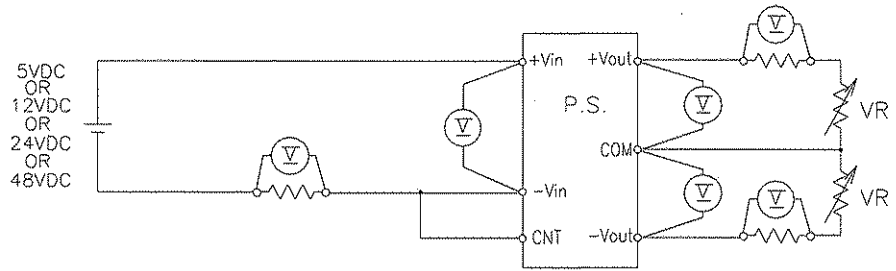 5VDC
OR
12VDC
OR
24VDC
OR
48VDC
V
V
+Vin
-Vin
CNT
P.S.
+Vout
COM
-Vout
V
V
V
V
VR
VR